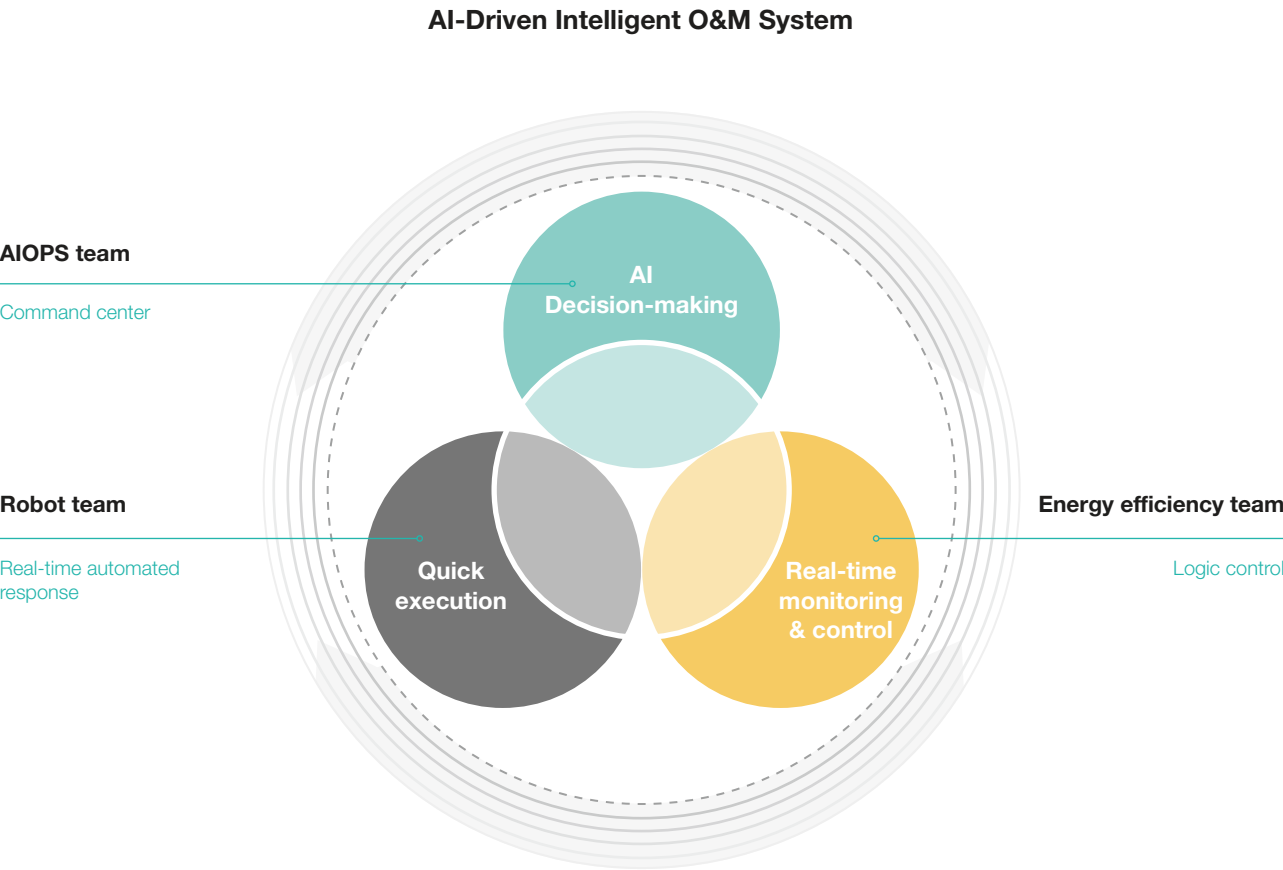 AI-Driven Intelligent O&M System
AIOPS team
Command center
AI
Decision-making
Robot team
Real-time automated
response
Quick
execution
Energy efficiency team
Logic control
Real-time
monitoring
& control